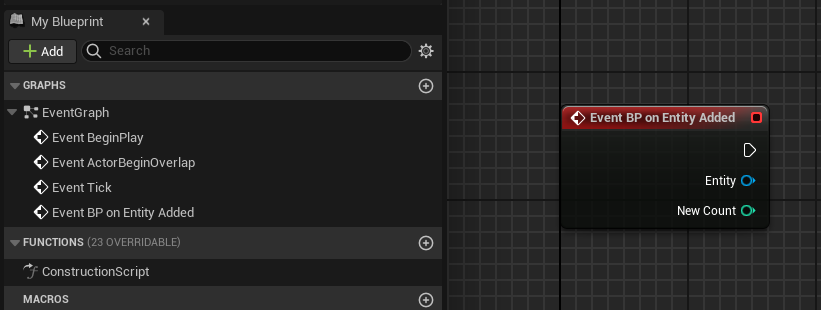 My Blueprint
Add
Search
GRAPHS
EventGraph
Event BeginPlay
Event ActorBeginOverlap
Event Tick
Event BP on Entity Added
FUNCTIONS (23 OVERRIDABLE)
ConstructionScript
MACROS
Event BP on Entity Added
Entity
New Count